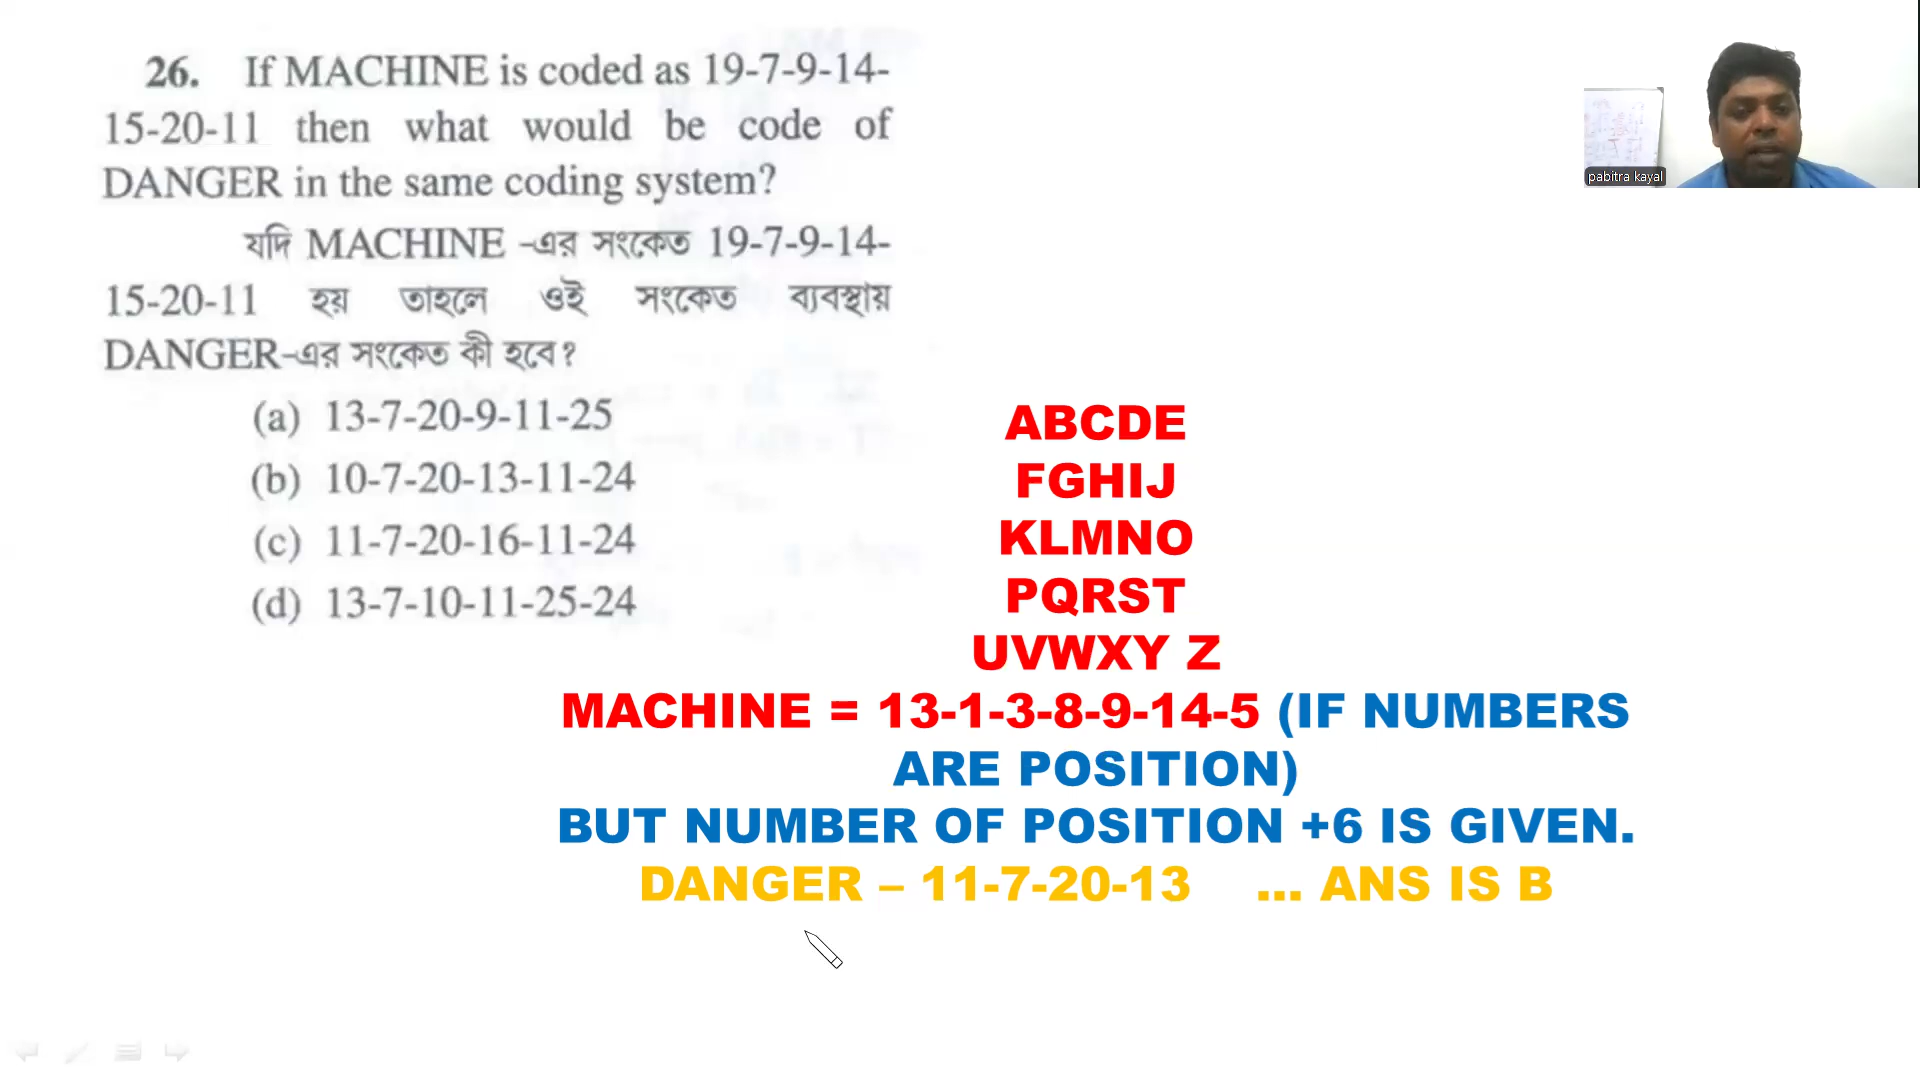 26. If MACHINE is coded as 19-7-9-14-
15-20-11 then what would be code of
DANGER in the same coding system?
যদি MACHINE -এর সংকেত 19-7-9-14-
15-20-11 হয় তাহলে ওই সংকেত ব্যবস্থায়
DANGER-এর সংকেত কী হবে?
(a) 13-7-20-9-11-25
(b) 10-7-20-13-11-24
(c) 11-7-20-16-11-24
(d) 13-7-10-11-25-24
pabitra kayal
ABCDE
FGHIJ
KLMNO
PQRST
UVWXY Z
MACHINE = 13-1-3-8-9-14-5 (IF NUMBERS
ARE POSITION)
BUT NUMBER OF POSITION +6 IS GIVEN.
DANGER – 11-7-20-13 ... ANS IS B